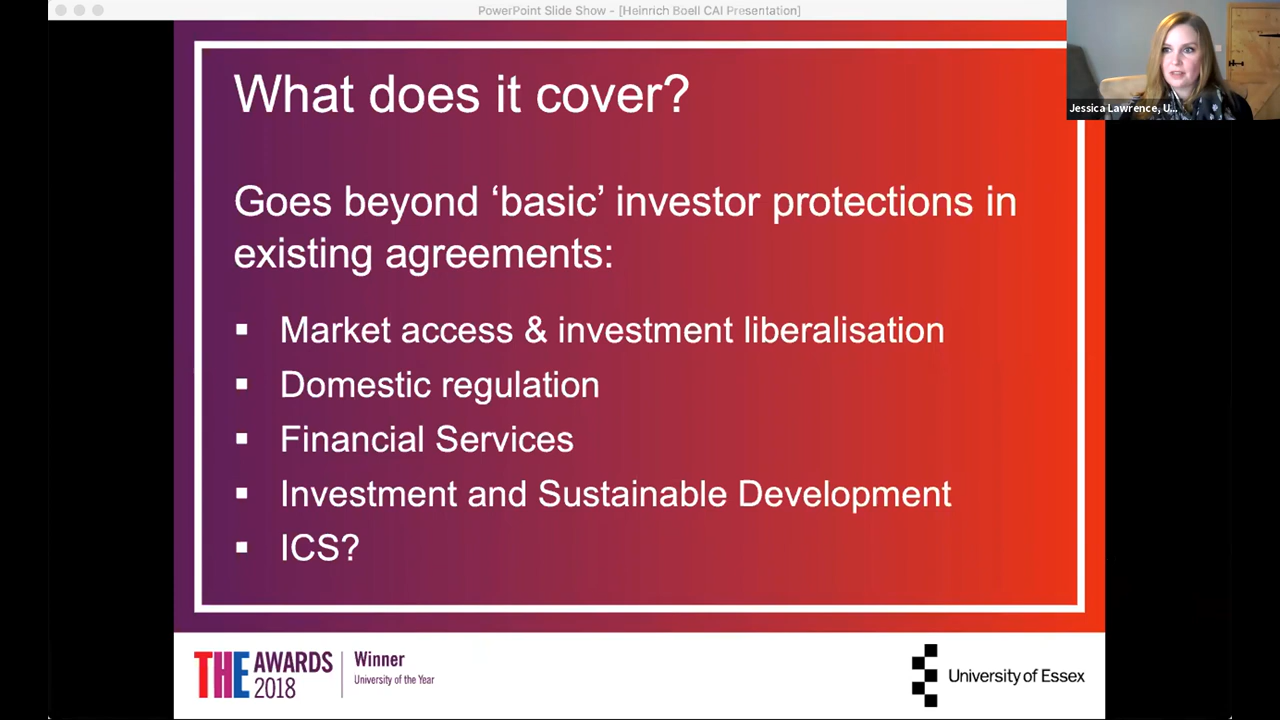 PowerPoint Slide Show - [Heinrich Boell CAI Presentation]
Jessica Lawrence, U...
What does it cover?
Goes beyond ‘basic’ investor protections in
existing agreements:
▪ Market access & investment liberalisation
▪ Domestic regulation
▪ Financial Services
▪ Investment and Sustainable Development
▪ ICS?
THE AWARDS
2018
Winner
University of the Year
University of Essex